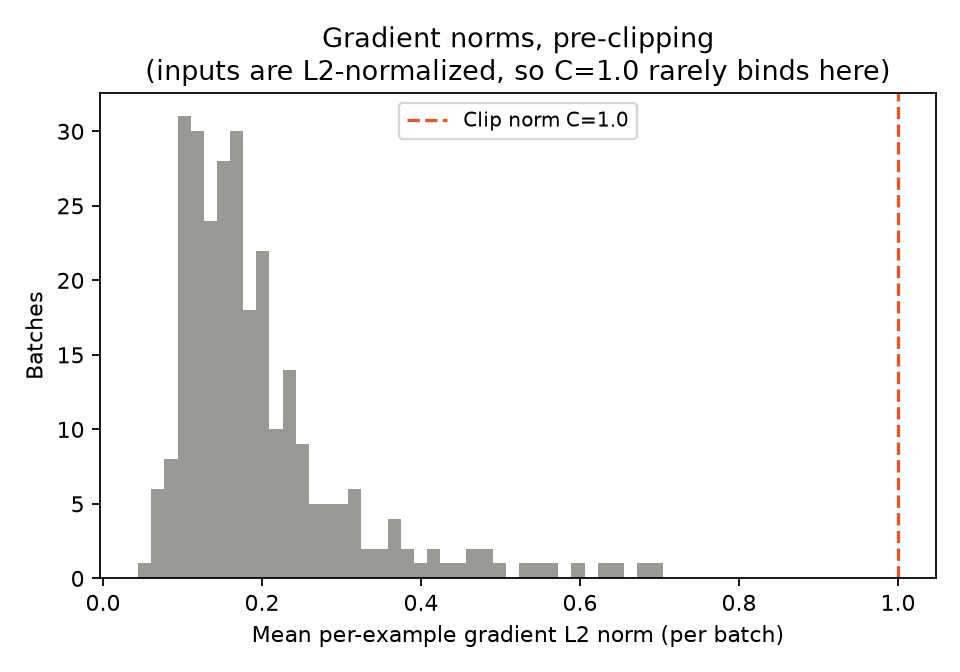 Gradient norms, pre-clipping
(inputs are L2-normalized, so C=1.0 rarely binds here)
Clip norm C=1.0
Batches
30
25
20
15
10
5
0
0.0 0.2 0.4 0.6 0.8 1.0
Mean per-example gradient L2 norm (per batch)